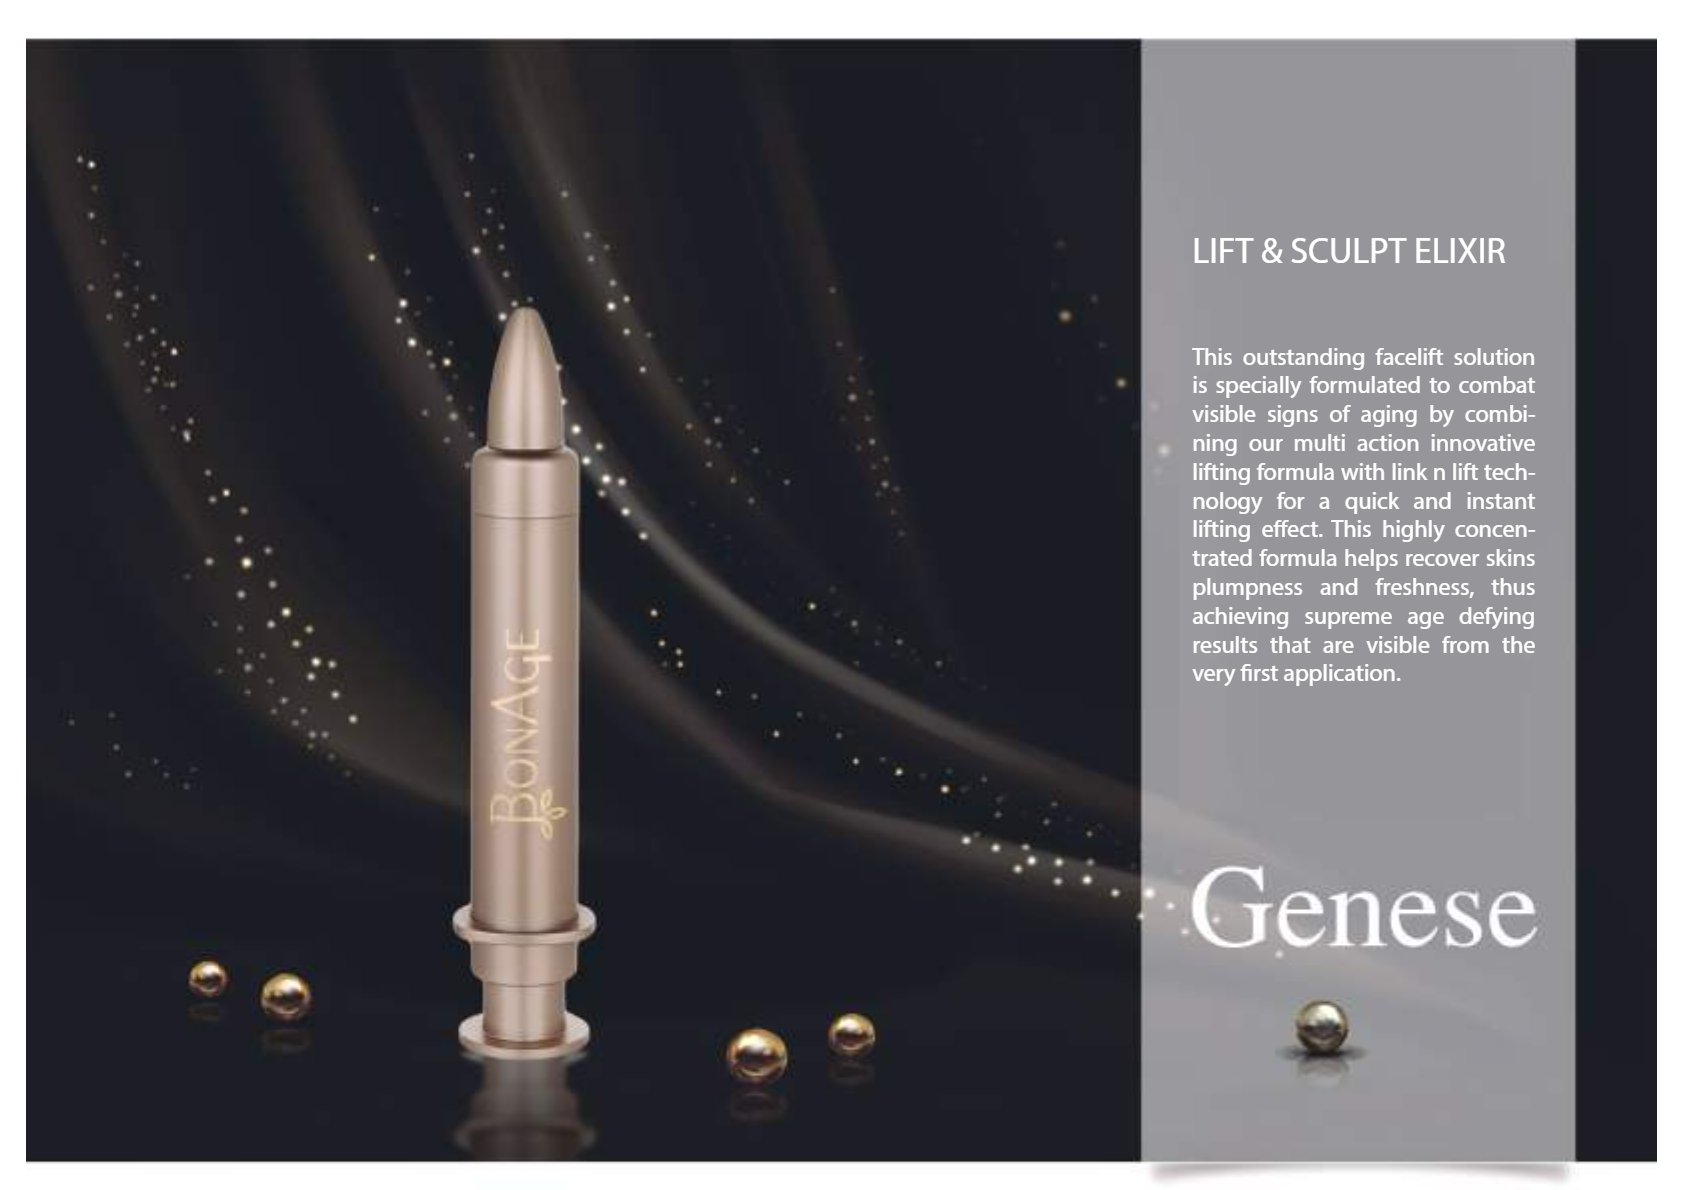 LIFT & SCULPT ELIXIR
This outstanding facelift solution
is specially formulated to combat
visible signs of aging by combi-
ning our multi action innovative
lifting formula with link n lift tech-
nology for a quick and instant
lifting effect. This highly concen-
trated formula helps recover skins
plumpness and freshness, thus
achieving supreme age defying
results that are visible from the
very first application.
Genese
BONAGE